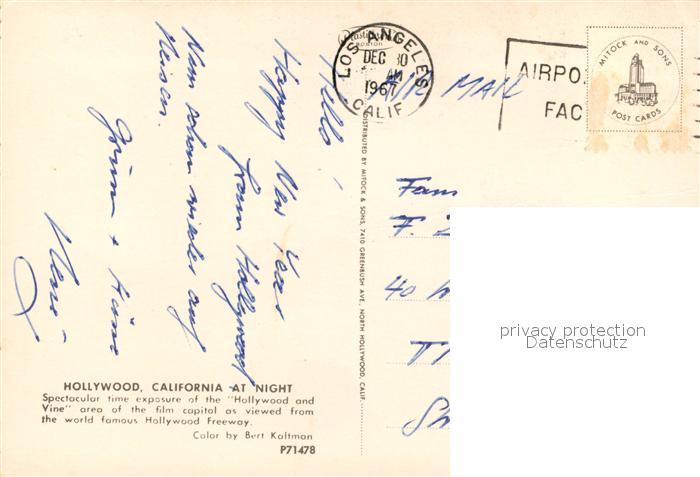 Hello,
Happy New Year
from Hollywood
Nun schon wieder auf
Reisen.
HOLLYWOOD, CALIFORNIA AT NIGHT
Spectacular time exposure of the "Hollywood and
Vine" area of the film capitol as viewed from
the world famous Hollywood Freeway.
Color by Bert Kaltman
P71478
DISTRIBUTED BY MITOCK & SONS, 7410 GREENBUSH AVE. NORTH HOLLYWOOD, CALIF.
LOS ANGELES
DEC 30
AM
1967
CALIF
AIR MAIL
AIRPO
FAC
MITOCK AND SONS
POST CARDS
Fam
F.
40
privacy protection
Datenschutz